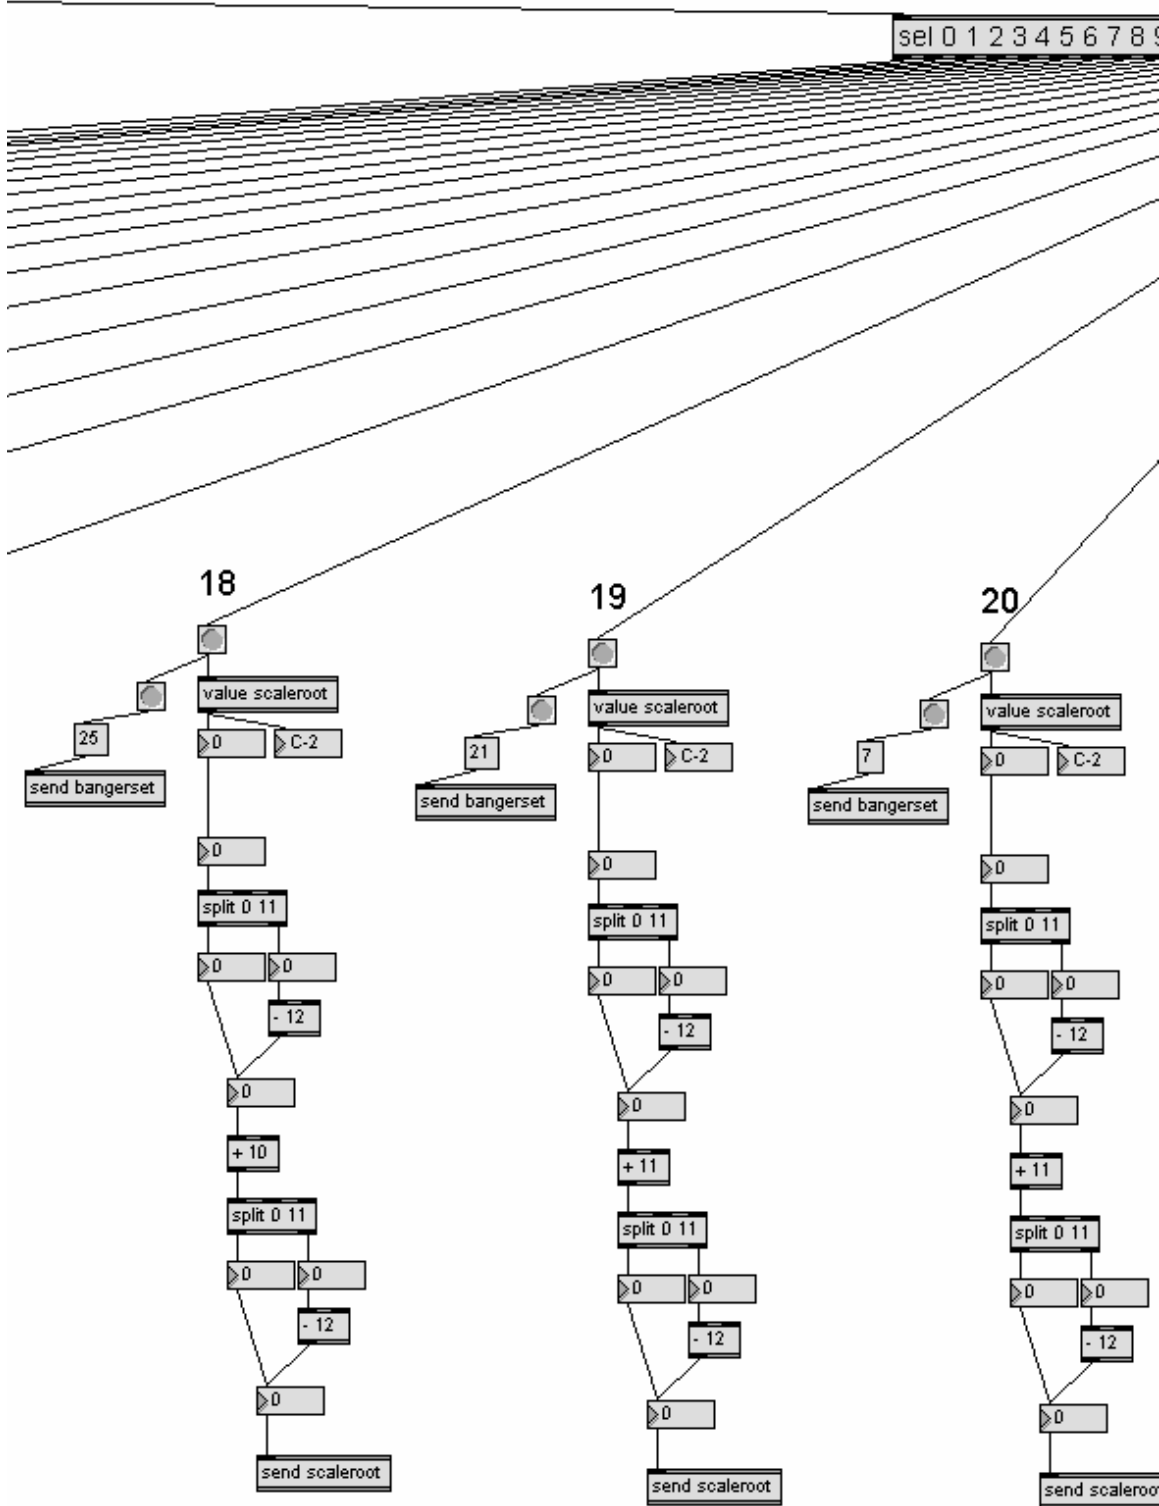 sel 0 1 2 3 4 5 6 7 8 9
18
19
20
value scaleroot
value scaleroot
value scaleroot
25
0
C-2
21
0
C-2
7
0
C-2
send bangerset
send bangerset
send bangerset
0
0
0
split 0 11
split 0 11
split 0 11
0
0
0
0
0
0
- 12
- 12
- 12
0
0
0
+ 10
+ 11
+ 11
split 0 11
split 0 11
split 0 11
0
0
0
0
0
0
- 12
- 12
- 12
0
0
0
send scaleroot
send scaleroot
send scaleroot